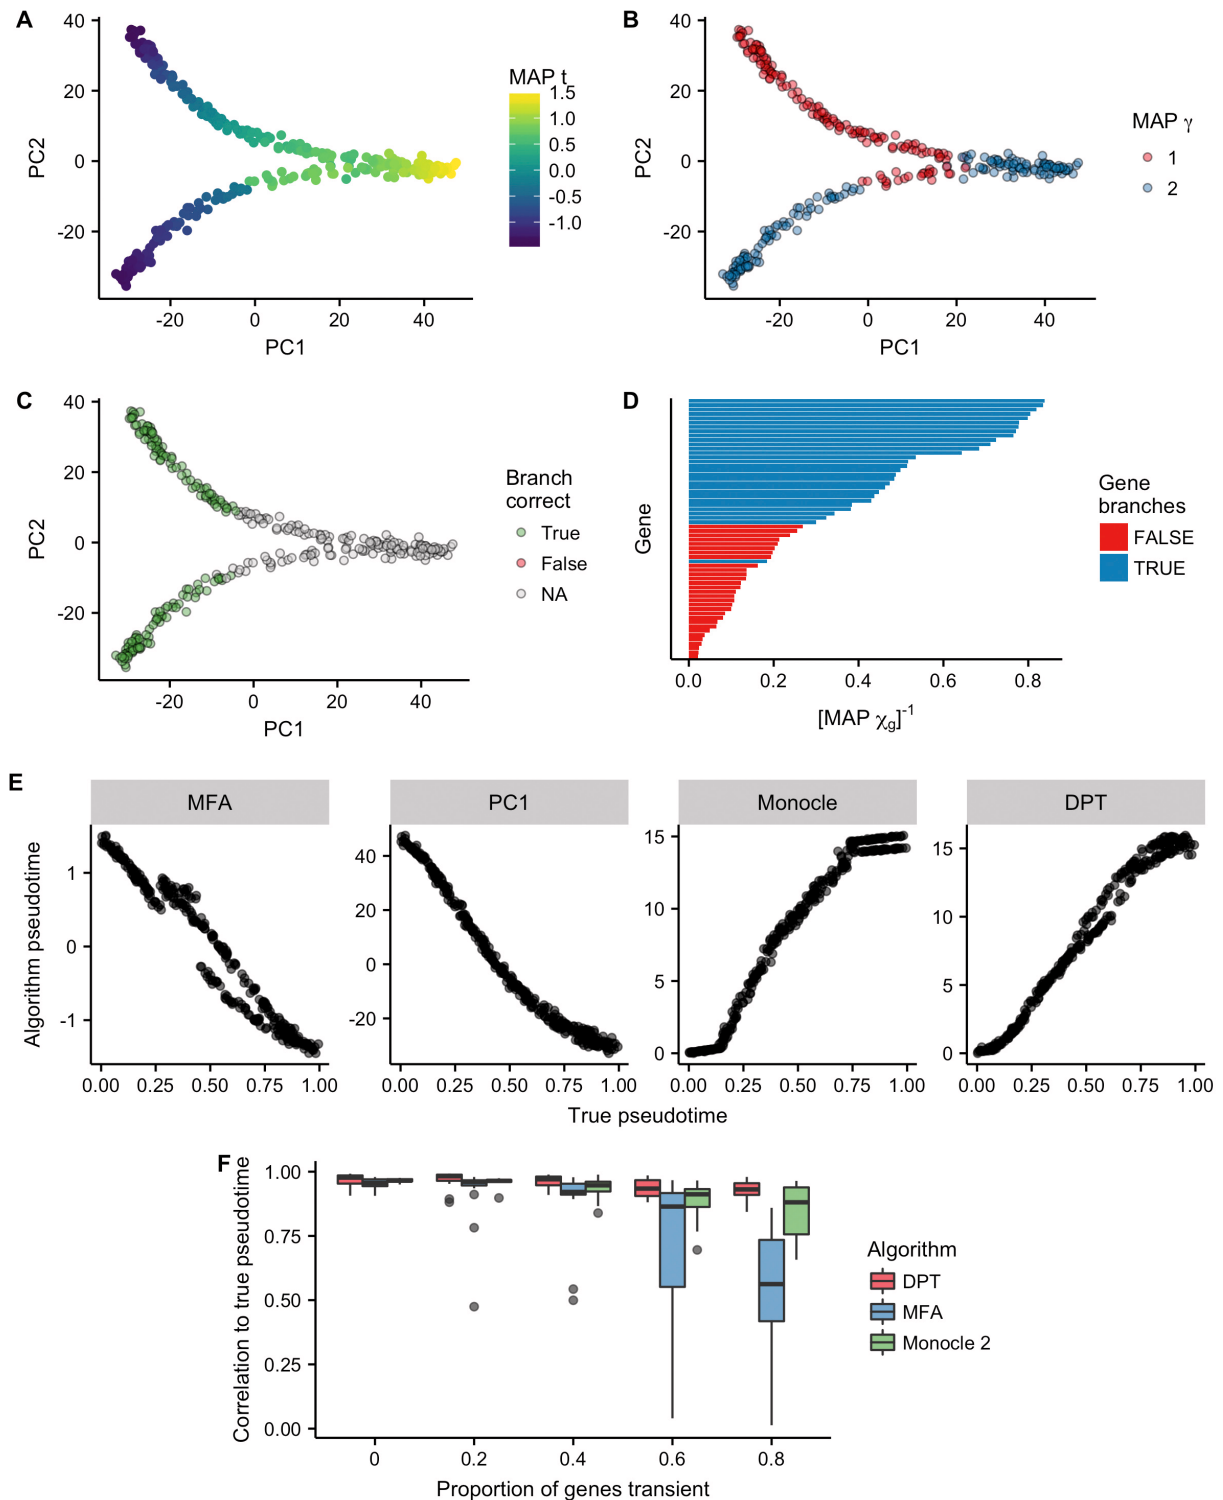 A
40
20
0
-20
PC2
-20
0
20
40
PC1
MAP t
1.5
1.0
0.5
0.0
-0.5
-1.0
B
40
20
0
-20
PC2
-20
0
20
40
PC1
MAP γ
1
2
C
40
20
0
-20
PC2
-20
0
20
40
PC1
Branch
correct
True
False
NA
D
Gene
0.0
0.2
0.4
0.6
0.8
[MAP χg]-1
Gene
branches
FALSE
TRUE
E
MFA
PC1
Monocle
DPT
Algorithm pseudotime
1
0
-1
0.00 0.25 0.50 0.75 1.00
40
20
0
-20
0.00 0.25 0.50 0.75 1.00
15
10
5
0
0.00 0.25 0.50 0.75 1.00
15
10
5
0
0.00 0.25 0.50 0.75 1.00
True pseudotime
F
Correlation to true pseudotime
1.00
0.75
0.50
0.25
0.00
0
0.2
0.4
0.6
0.8
Proportion of genes transient
Algorithm
DPT
MFA
Monocle 2